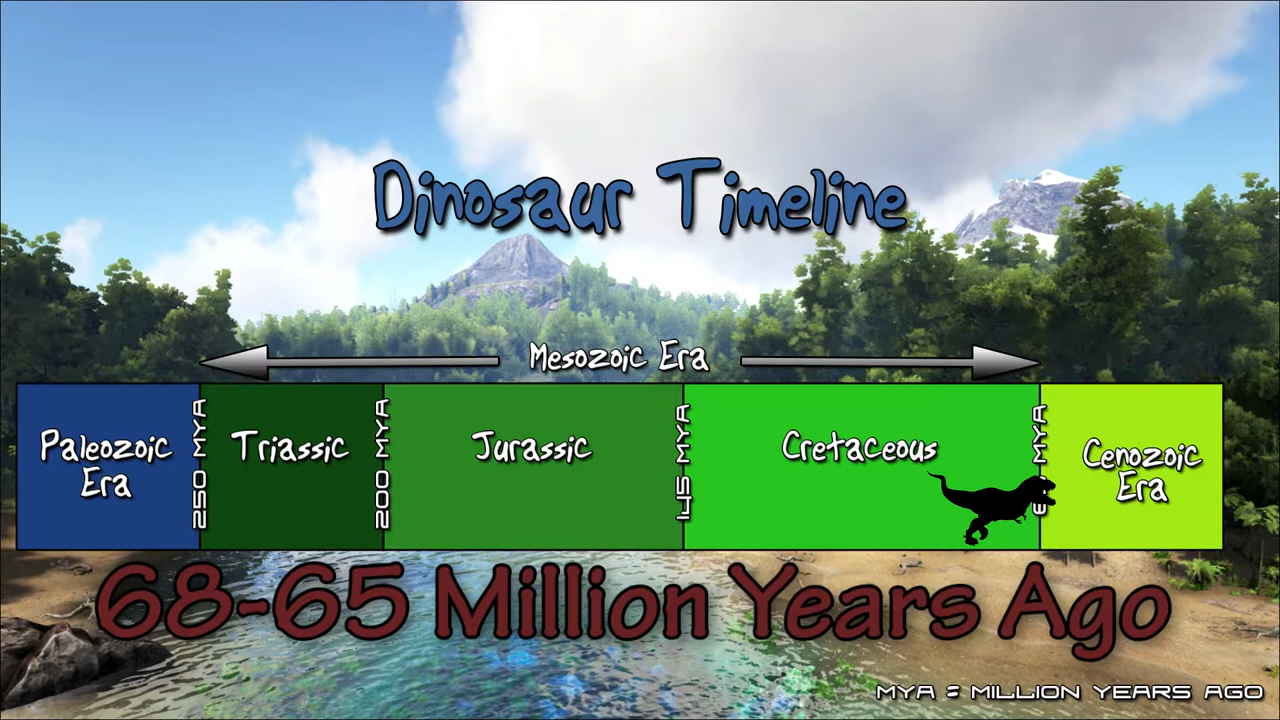 Dinosaur Timeline
Mesozoic Era
Paleozoic
Era
250 MYA
Triassic
200 MYA
Jurassic
145 MYA
Cretaceous
MYA
Cenozoic
Era
68-65 Million Years Ago
MYA = MILLION YEARS AGO